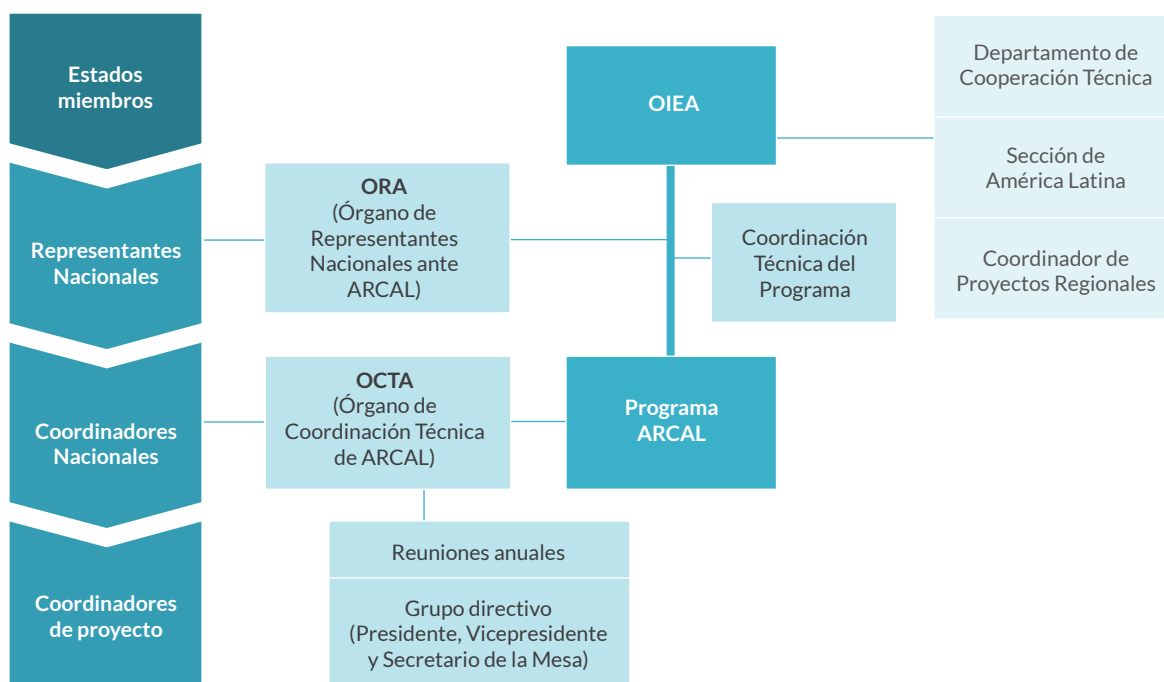 Estados
miembros
Representantes
Nacionales
Coordinadores
Nacionales
Coordinadores
de proyecto
ORA
(Órgano de
Representantes
Nacionales ante
ARCAL)
OCTA
(Órgano de
Coordinación Técnica
de ARCAL)
Reuniones anuales
Grupo directivo
(Presidente, Vicepresidente
y Secretario de la Mesa)
OIEA
Coordinación
Técnica del
Programa
Programa
ARCAL
Departamento de
Cooperación Técnica
Sección de
América Latina
Coordinador de
Proyectos Regionales